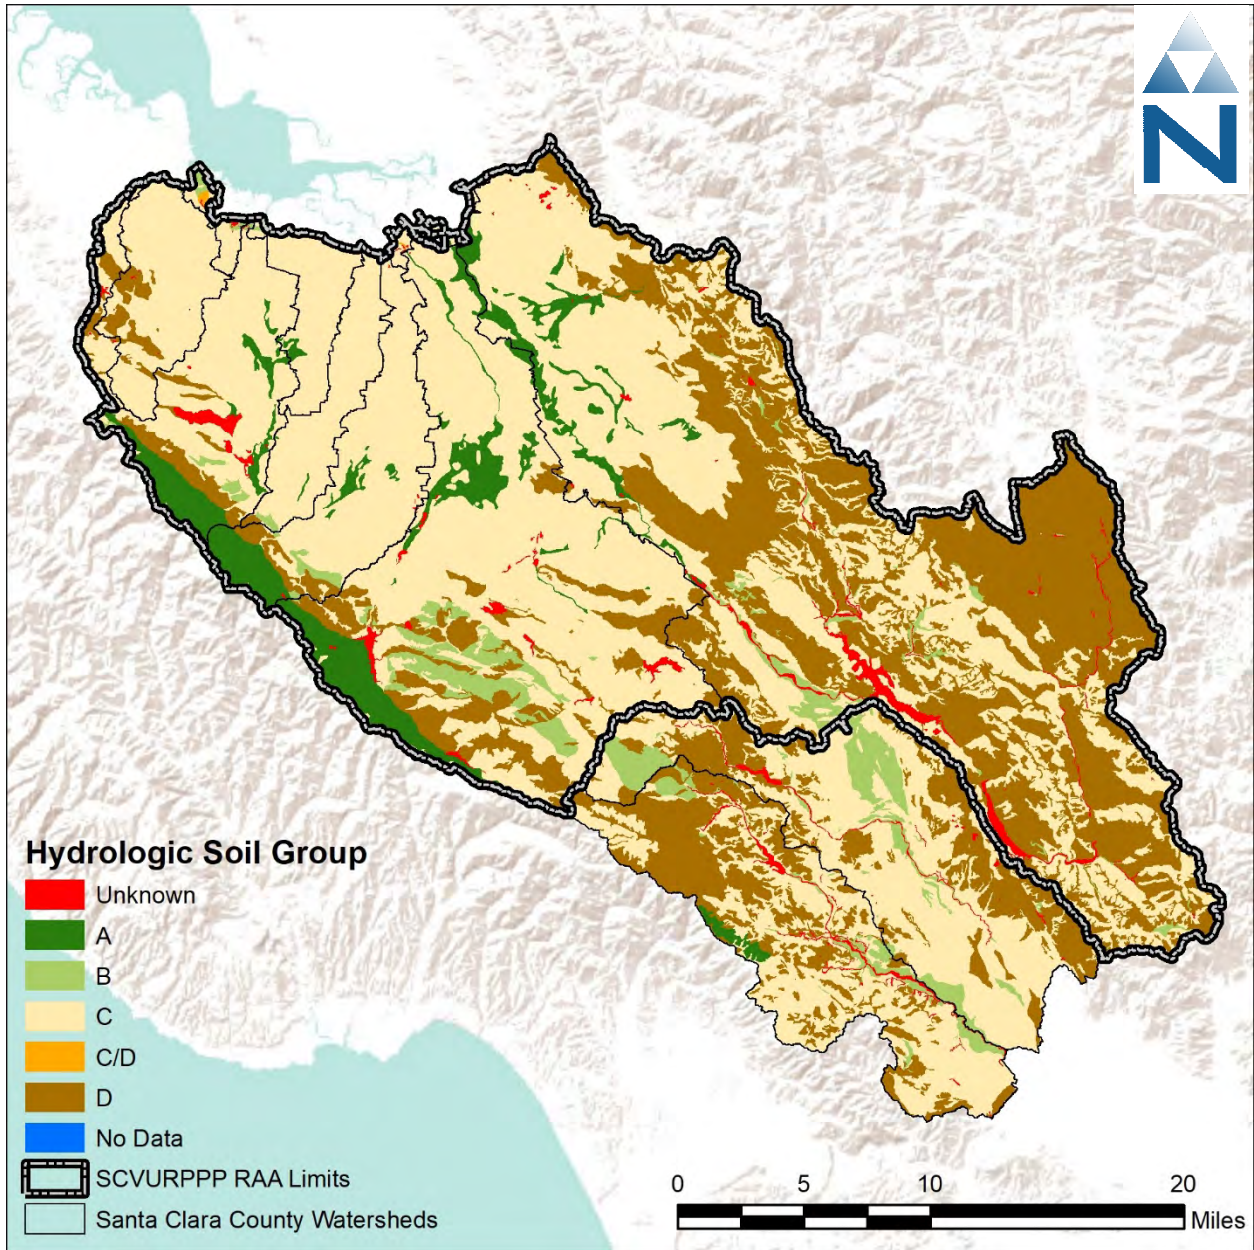 N
Hydrologic Soil Group
Unknown
A
B
C
C/D
D
No Data
SCVURPPP RAA Limits
Santa Clara County Watersheds
0 5 10 20
Miles